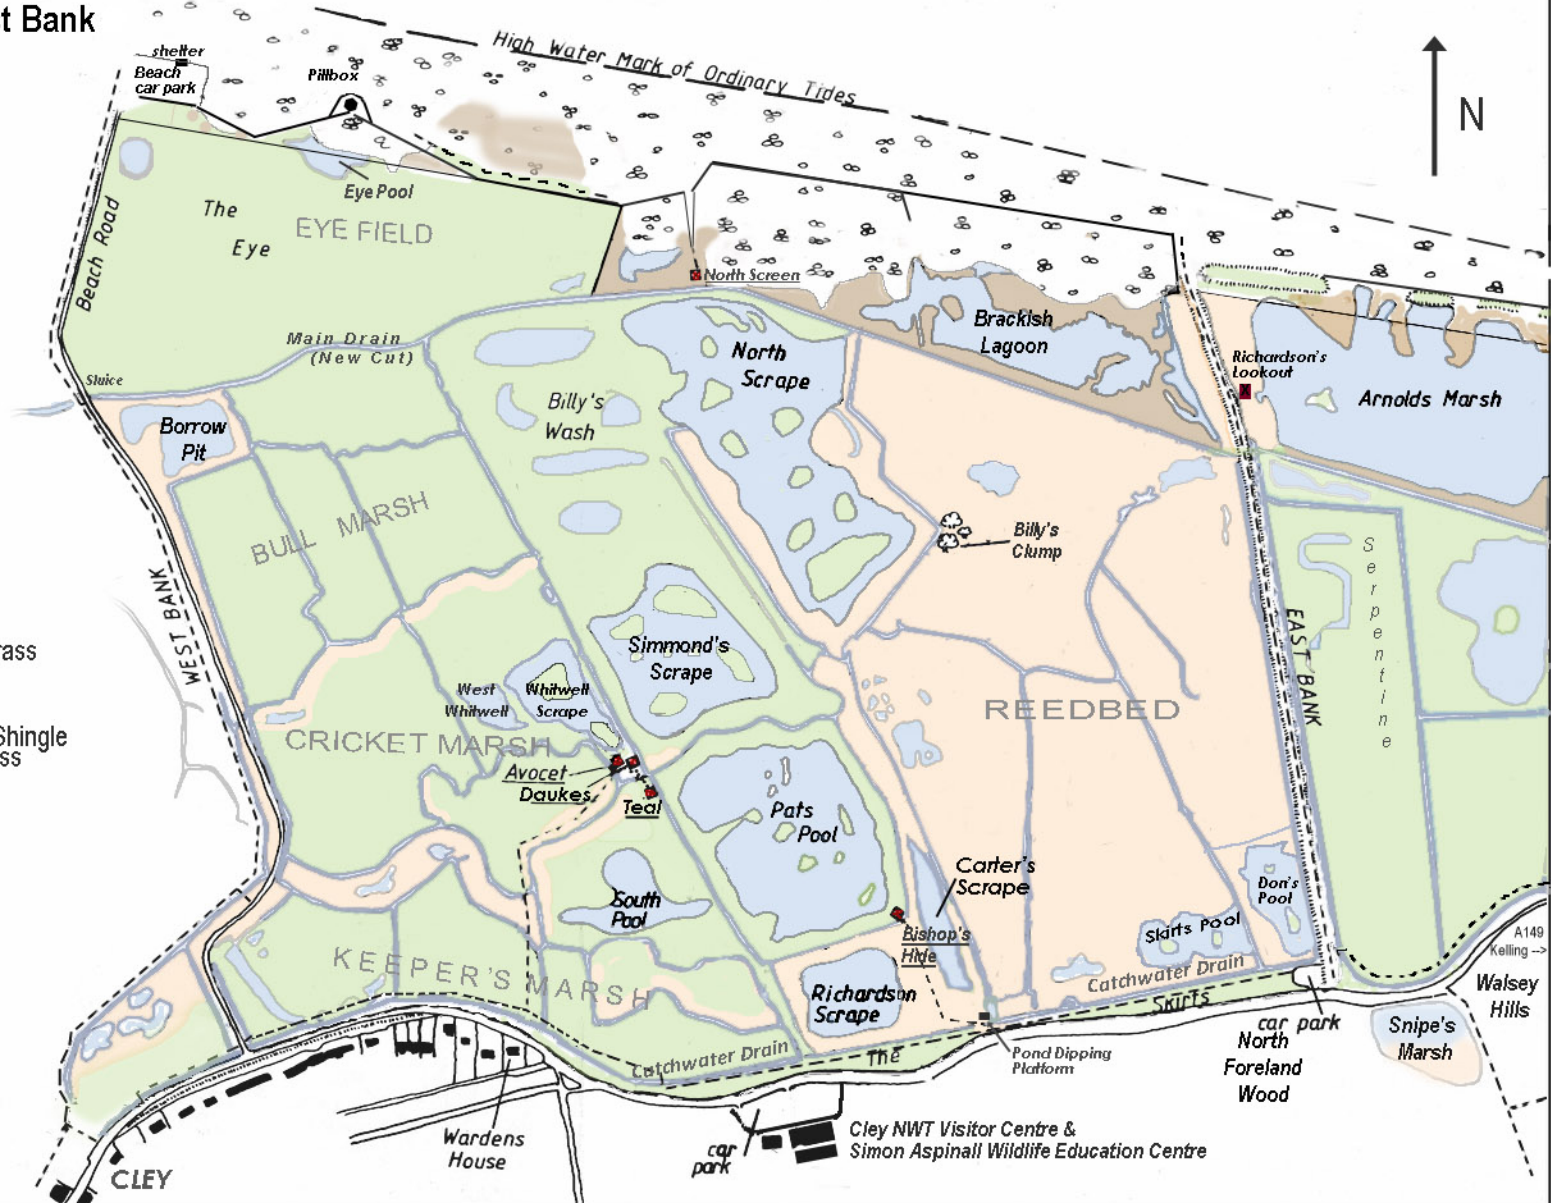 t Bank
High Water Mark of Ordinary Tides
shelter
Beach
car park
Pillbox
N
Eye Pool
The
Eye
EYE FIELD
Beach Road
North Screen
Main Drain
(New Cut)
Sluice
Brackish
Lagoon
Richardson's
Lookout
Arnolds Marsh
North
Scrape
Billy's
Wash
Borrow
Pit
BULL MARSH
Billy's
Clump
Serpentine
WEST BANK
EAST BANK
rass
Shingle
ss
Simmond's
Scrape
West
Whitwell
Whitwell
Scrape
CRICKET MARSH
REEDBED
Avocet
Daukes
Teal
Pats
Pool
Carter's
Scrape
South
Pool
Don's
Pool
Skirts Pool
Bishop's
Hide
KEEPER'S MARSH
Richardson
Scrape
Catchwater Drain
Skirts
A149
Kelling -->
Walsey
Hills
car park
North
Foreland
Wood
Snipe's
Marsh
Catchwater Drain
The
Pond Dipping
Platform
Wardens
House
car
park
Cley NWT Visitor Centre &
Simon Aspinall Wildlife Education Centre
CLEY